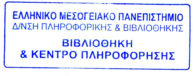 ΕΛΛΗΝΙΚΟ ΜΕΣΟΓΕΙΑΚΟ ΠΑΝΕΠΙΣΤΗΜΙΟ
Δ/ΝΣΗ ΠΛΗΡΟΦΟΡΙΚΗΣ & ΒΙΒΛΙΟΘΗΚΗΣ
ΒΙΒΛΙΟΘΗΚΗ
& ΚΕΝΤΡΟ ΠΛΗΡΟΦΟΡΗΣΗΣ